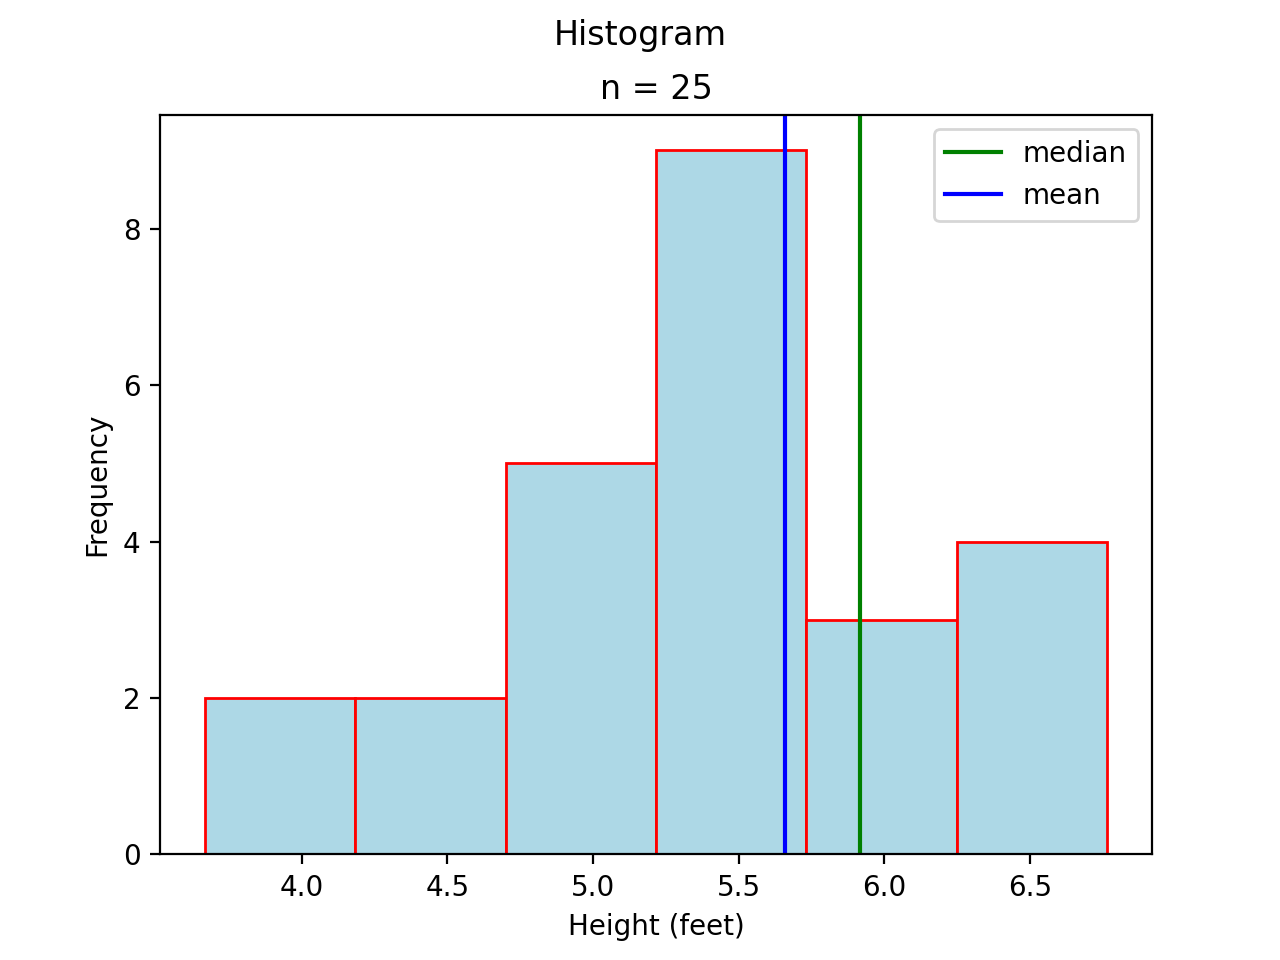 Histogram
n = 25
median
mean
8
6
4
2
0
Frequency
4.0 4.5 5.0 5.5 6.0 6.5
Height (feet)